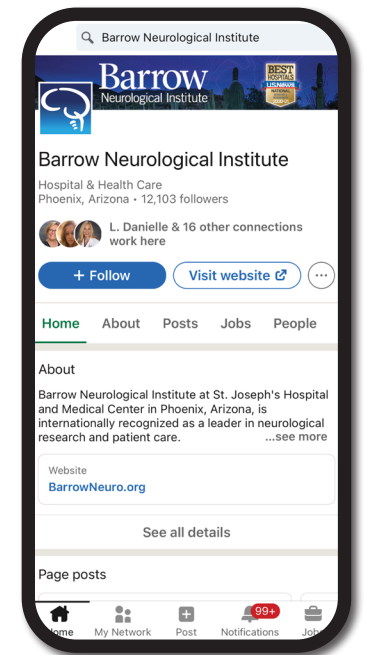 Barrow Neurological Institute
Barrow
Neurological Institute
BEST
HOSPITALS
U.S. NEWS
NATIONAL
Barrow Neurological Institute
Hospital & Health Care
Phoenix, Arizona • 12,103 followers
L. Danielle & 16 other connections
work here
+ Follow
Visit website
Home About Posts Jobs People
About
Barrow Neurological Institute at St. Joseph's Hospital
and Medical Center in Phoenix, Arizona, is
internationally recognized as a leader in neurological
research and patient care. ...see more
Website
BarrowNeuro.org
See all details
Page posts
99+
ome My Network Post Notifications Job